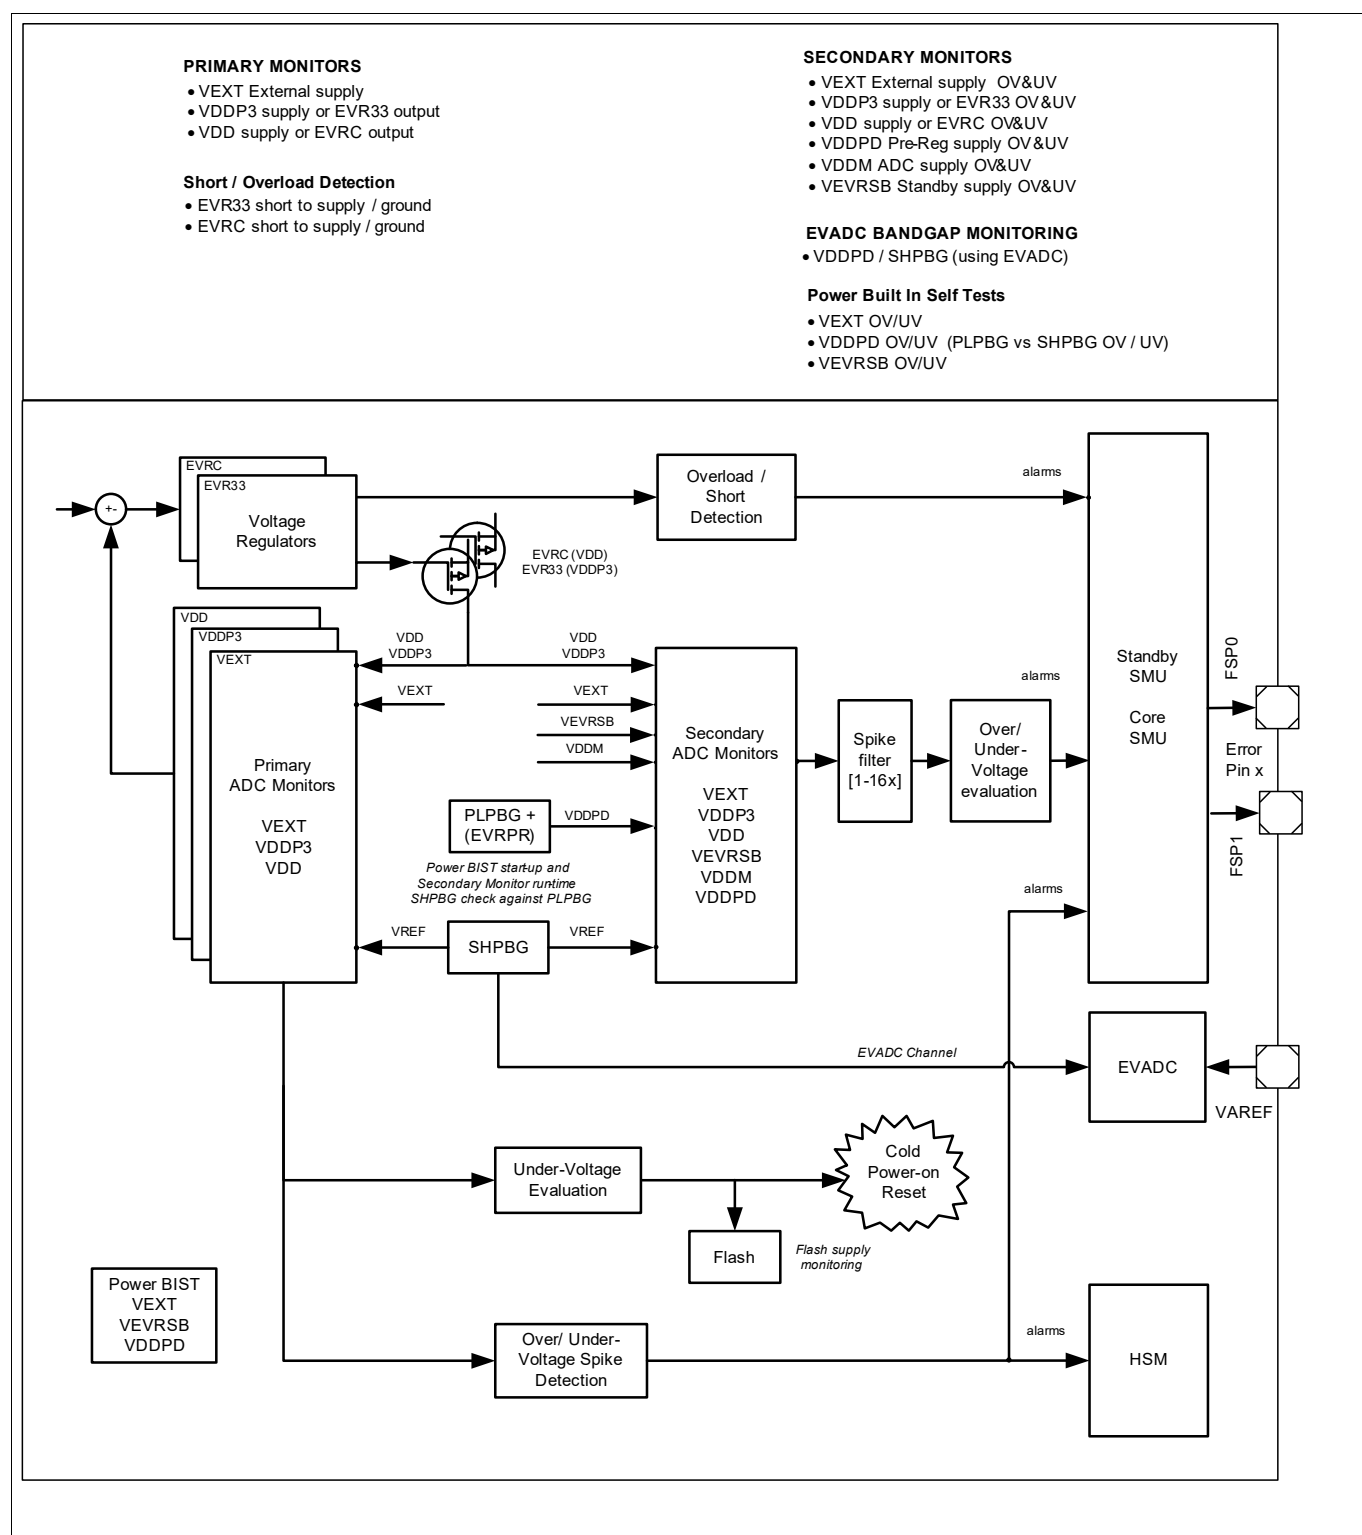 PRIMARY MONITORS
• VEXT External supply
• VDDP3 supply or EVR33 output
• VDD supply or EVRC output
Short / Overload Detection
• EVR33 short to supply / ground
• EVRC short to supply / ground
SECONDARY MONITORS
• VEXT External supply OV&UV
• VDDP3 supply or EVR33 OV&UV
• VDD supply or EVRC OV&UV
• VDDPD Pre-Reg supply OV&UV
• VDDM ADC supply OV&UV
• VEVRSB Standby supply OV&UV
EVADC BANDGAP MONITORING
• VDDPD / SHPBG (using EVADC)
Power Built In Self Tests
• VEXT OV/UV
• VDDPD OV/UV (PLPBG vs SHPBG OV / UV)
• VEVRSB OV/UV
EVRC
EVR33
Voltage
Regulators
+-
Overload /
Short
Detection
alarms
EVRC (VDD)
EVR33 (VDDP3)
VDD
VDDP3
VEXT
Primary
ADC Monitors
VEXT
VDDP3
VDD
VDD
VDDP3
VEXT
VDD
VDDP3
VEXT
VEVRSB
VDDM
PLPBG +
(EVRPR)
VDDPD
Power BIST start-up and
Secondary Monitor run-time
SHPBG check against PLPBG
VREF
SHPBG
VREF
Secondary
ADC Monitors
VEXT
VDDP3
VDD
VEVRSB
VDDM
VDDPD
Spike
filter
[1-16x]
Over/
Under-
Voltage
evaluation
alarms
alarms
Standby
SMU
Core
SMU
FSP0
Error
Pin x
FSP1
EVADC Channel
EVADC
VAREF
Under-Voltage
Evaluation
Cold
Power-on
Reset
Flash
Flash supply
monitoring
Power BIST
VEXT
VEVRSB
VDDPD
Over/ Under-
Voltage Spike
Detection
alarms
HSM